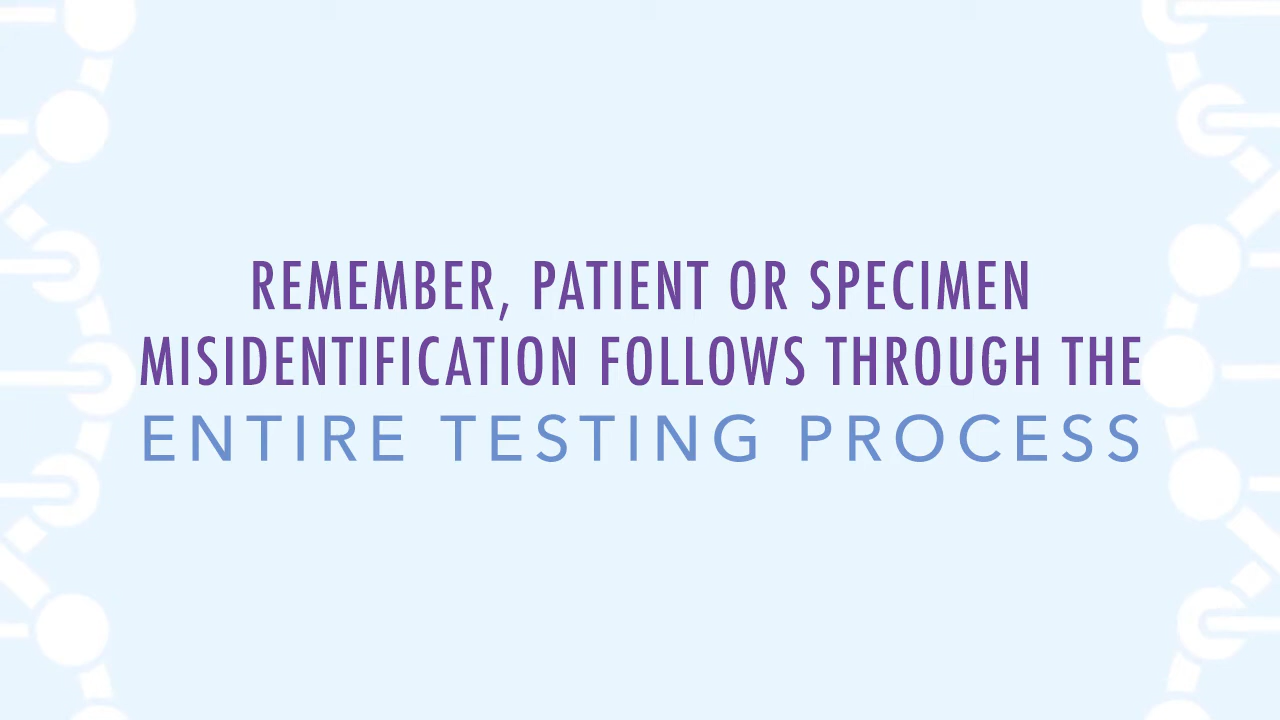 REMEMBER, PATIENT OR SPECIMEN
MISIDENTIFICATION FOLLOWS THROUGH THE
ENTIRE TESTING PROCESS